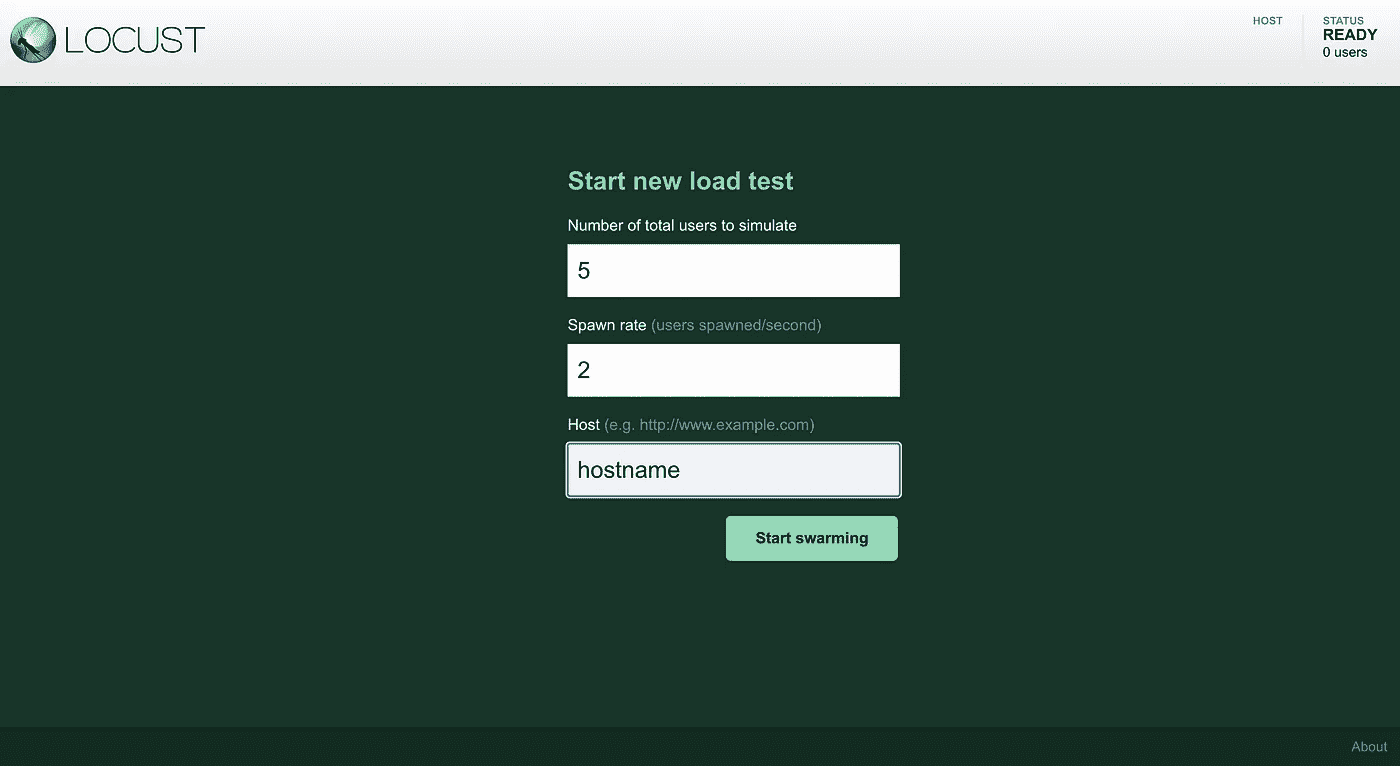 LOCUST
HOST
STATUS
READY
0 users
Start new load test
Number of total users to simulate
5
Spawn rate (users spawned/second)
2
Host (e.g. http://www.example.com)
hostname
Start swarming
About